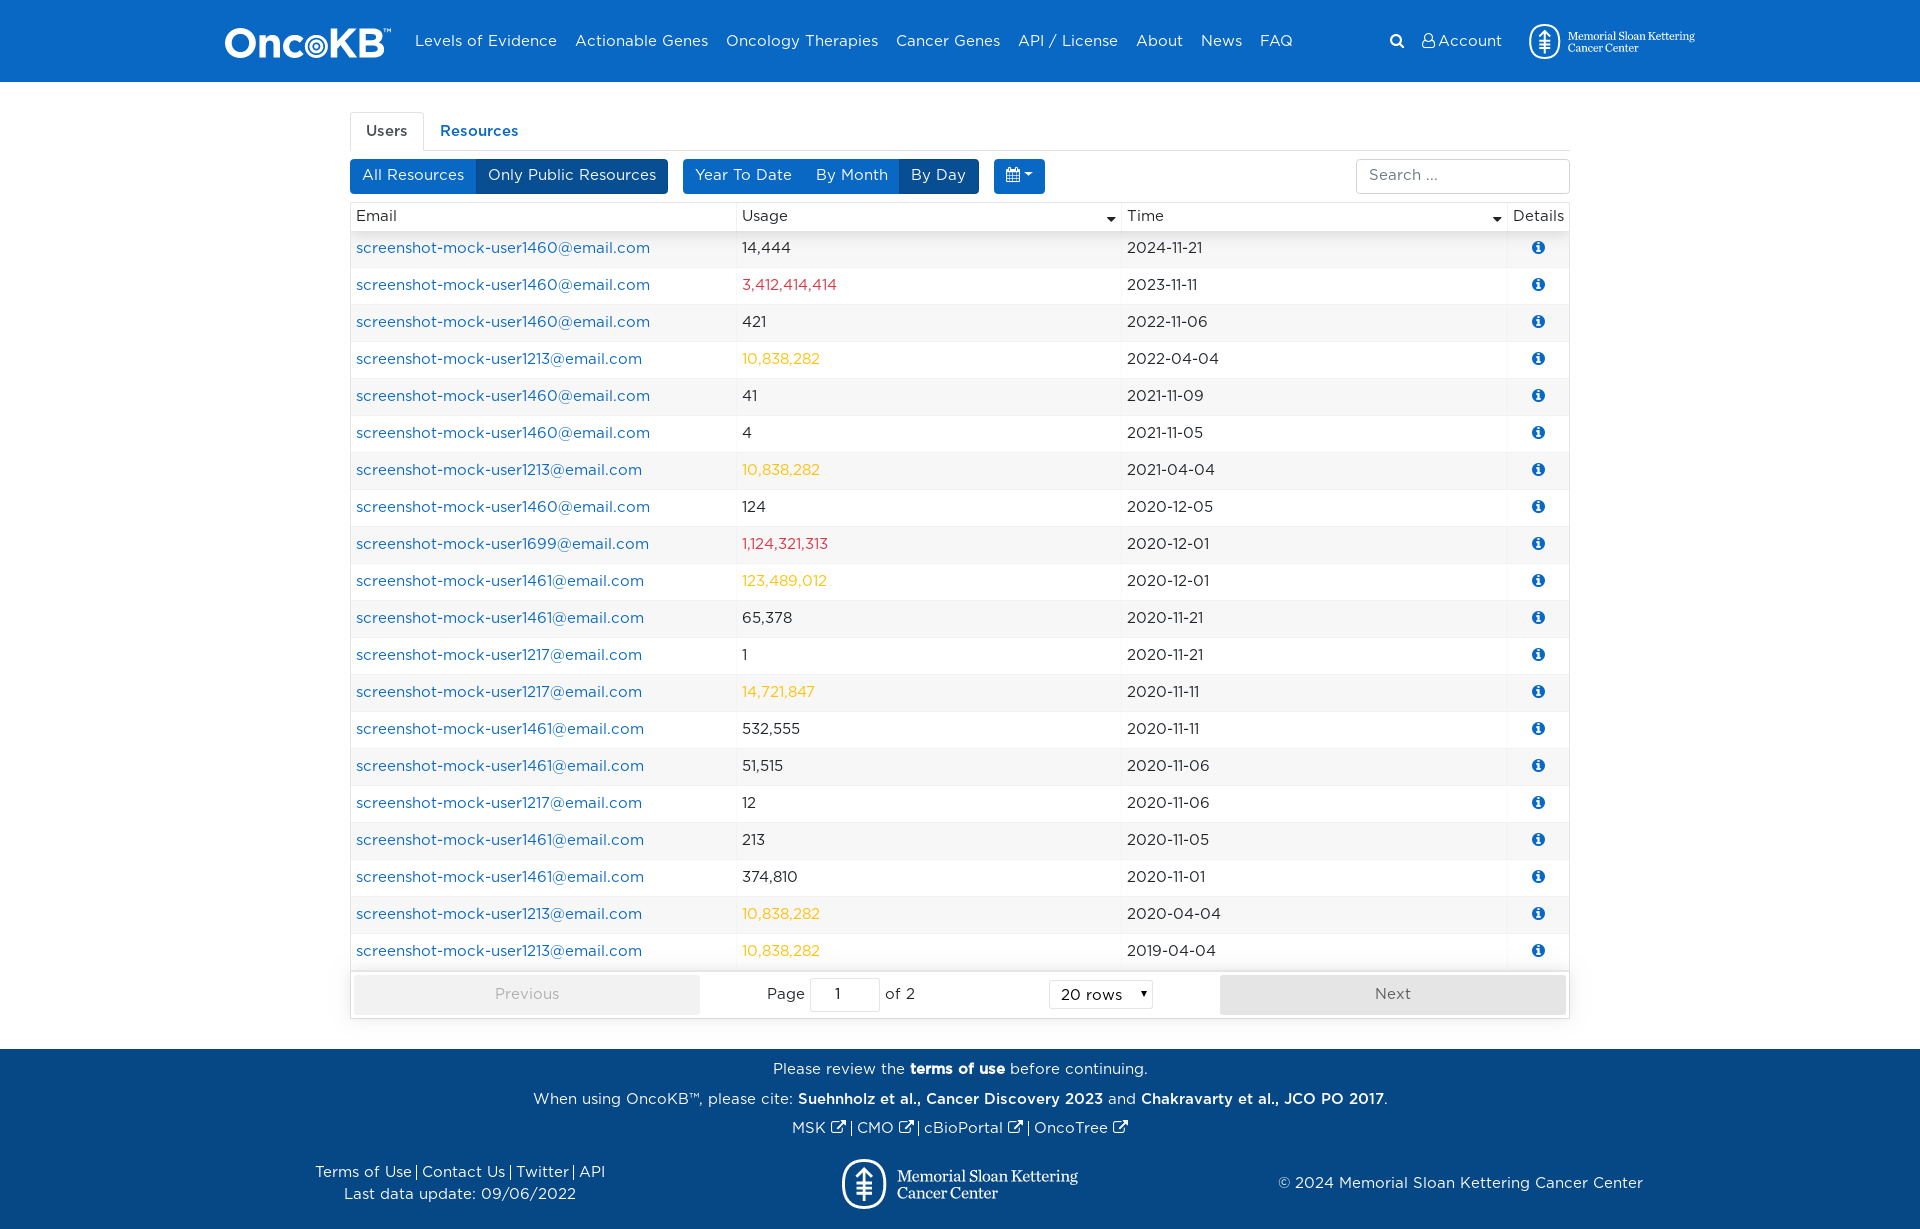 OncoKB™ Levels of Evidence Actionable Genes Oncology Therapies Cancer Genes API / License About News FAQ Account Memorial Sloan Kettering Cancer Center
Users Resources
All Resources Only Public Resources Year To Date By Month By Day Search ...
Email Usage Time Details
screenshot-mock-user1460@email.com 14,444 2024-11-21
screenshot-mock-user1460@email.com 3,412,414,414 2023-11-11
screenshot-mock-user1460@email.com 421 2022-11-06
screenshot-mock-user1213@email.com 10,838,282 2022-04-04
screenshot-mock-user1460@email.com 41 2021-11-09
screenshot-mock-user1460@email.com 4 2021-11-05
screenshot-mock-user1213@email.com 10,838,282 2021-04-04
screenshot-mock-user1460@email.com 124 2020-12-05
screenshot-mock-user1699@email.com 1,124,321,313 2020-12-01
screenshot-mock-user1461@email.com 123,489,012 2020-12-01
screenshot-mock-user1461@email.com 65,378 2020-11-21
screenshot-mock-user1217@email.com 1 2020-11-21
screenshot-mock-user1217@email.com 14,721,847 2020-11-11
screenshot-mock-user1461@email.com 532,555 2020-11-11
screenshot-mock-user1461@email.com 51,515 2020-11-06
screenshot-mock-user1217@email.com 12 2020-11-06
screenshot-mock-user1461@email.com 213 2020-11-05
screenshot-mock-user1461@email.com 374,810 2020-11-01
screenshot-mock-user1213@email.com 10,838,282 2020-04-04
screenshot-mock-user1213@email.com 10,838,282 2019-04-04
Previous Page 1 of 2 20 rows Next
Please review the terms of use before continuing.
When using OncoKB™, please cite: Suehnholz et al., Cancer Discovery 2023 and Chakravarty et al., JCO PO 2017.
MSK | CMO | cBioPortal | OncoTree
Terms of Use | Contact Us | Twitter | API
Last data update: 09/06/2022
Memorial Sloan Kettering
Cancer Center
© 2024 Memorial Sloan Kettering Cancer Center